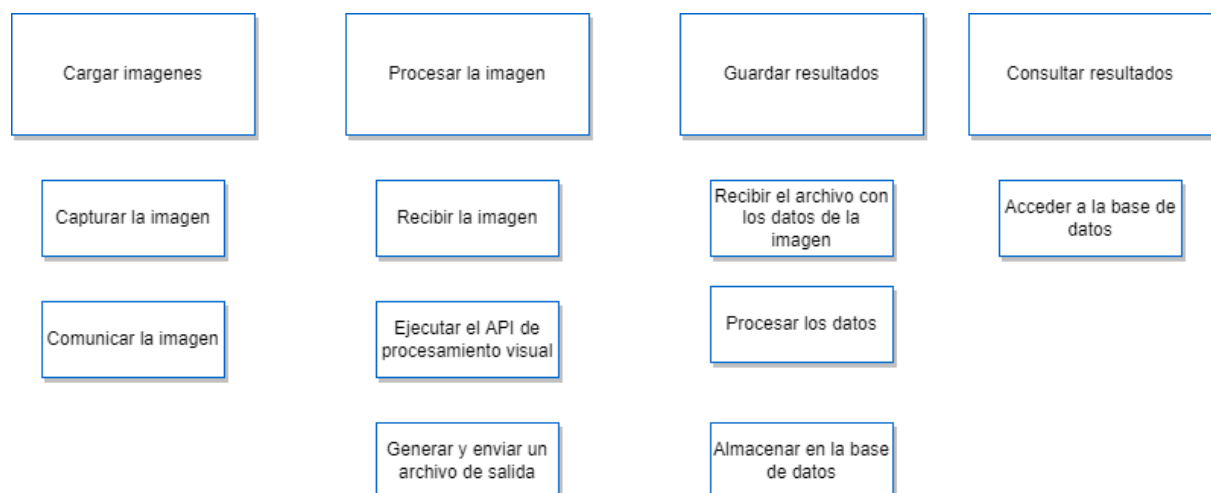 Cargar imagenes
Procesar la imagen
Guardar resultados
Consultar resultados
Capturar la imagen
Recibir la imagen
Recibir el archivo con
los datos de la
imagen
Acceder a la base de
datos
Comunicar la imagen
Ejecutar el API de
procesamiento visual
Procesar los datos
Generar y enviar un
archivo de salida
Almacenar en la base
de datos